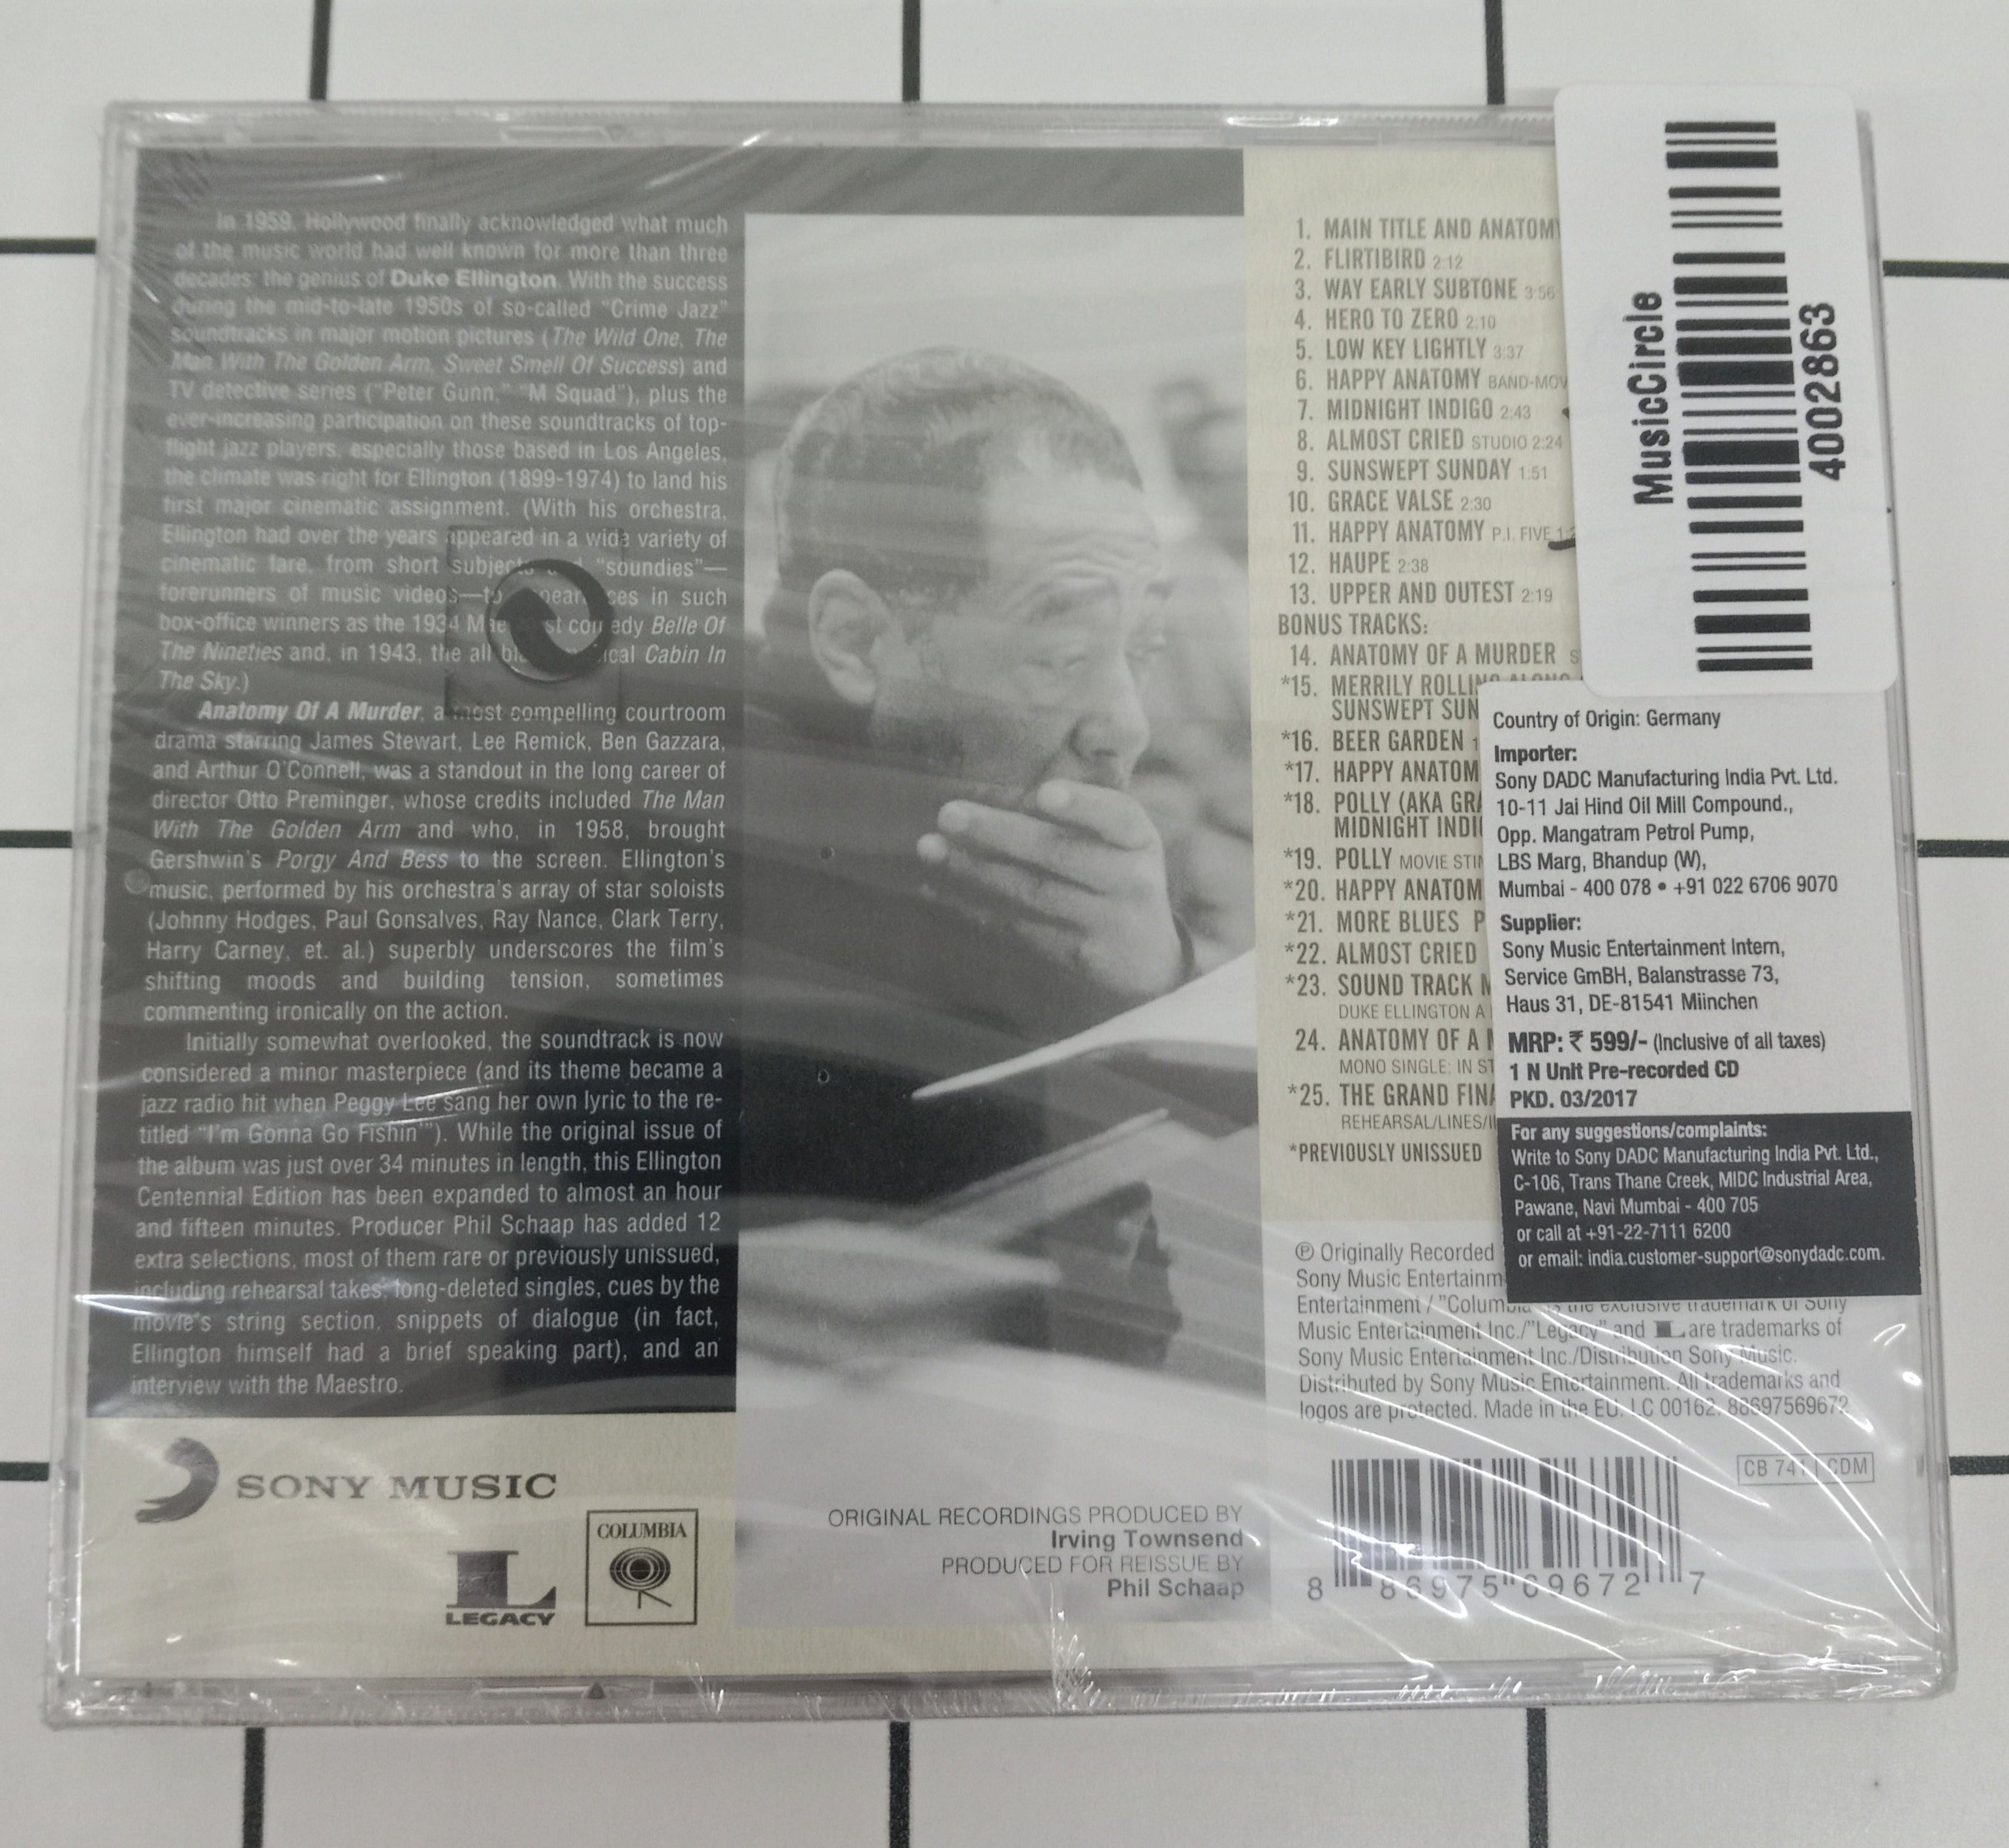 In 1959, Hollywood finally acknowledged what much
of the music world had well known for more than three
decades: the genius of Duke Ellington. With the success
during the mid-to-late 1950s of so-called "Crime Jazz"
soundtracks in major motion pictures (The Wild One, The
Man With The Golden Arm, Sweet Smell Of Success) and
TV detective series ("Peter Gunn," "M Squad"), plus the
ever-increasing participation on these soundtracks of top-
flight jazz players, especially those based in Los Angeles,
the climate was right for Ellington (1899-1974) to land his
first major cinematic assignment. (With his orchestra,
Ellington had over the years appeared in a wide variety of
cinematic fare, from short subjects "soundies"—
forerunners of music videos— in such
box-office winners as the 1934 Mae comedy Belle Of
The Nineties and, in 1943, the all Cabin In
The Sky.)
Anatomy Of A Murder, a most compelling courtroom
drama starring James Stewart, Lee Remick, Ben Gazzara,
and Arthur O'Connell, was a standout in the long career of
director Otto Preminger, whose credits included The Man
With The Golden Arm and who, in 1958, brought
Gershwin's Porgy And Bess to the screen. Ellington's
music, performed by his orchestra's array of star soloists
(Johnny Hodges, Paul Gonsalves, Ray Nance, Clark Terry,
Harry Carney, et. al.) superbly underscores the film's
shifting moods and building tension, sometimes
commenting ironically on the action.
Initially somewhat overlooked, the soundtrack is now
considered a minor masterpiece (and its theme became a
jazz radio hit when Peggy Lee sang her own lyric to the re-
titled "I'm Gonna Go Fishin'"). While the original issue of
the album was just over 34 minutes in length, this Ellington
Centennial Edition has been expanded to almost an hour
and fifteen minutes. Producer Phil Schaap has added 12
extra selections, most of them rare or previously unissued,
including rehearsal takes, long-deleted singles, cues by the
movie's string section, snippets of dialogue (in fact,
Ellington himself had a brief speaking part), and an
interview with the Maestro.
SONY MUSIC
L
LEGACY
COLUMBIA
ORIGINAL RECORDINGS PRODUCED BY
Irving Townsend
PRODUCED FOR REISSUE BY
Phil Schaap
1. MAIN TITLE AND ANATOMY
2. FLIRTIBIRD 2:12
3. WAY EARLY SUBTONE 3:56
4. HERO TO ZERO 2:10
5. LOW KEY LIGHTLY 3:37
6. HAPPY ANATOMY BAND-MOV
7. MIDNIGHT INDIGO 2:43
8. ALMOST CRIED STUDIO 2:24
9. SUNSWEPT SUNDAY 1:51
10. GRACE VALSE 2:30
11. HAPPY ANATOMY P.I. FIVE
12. HAUPE 2:38
13. UPPER AND OUTEST 2:19
BONUS TRACKS:
14. ANATOMY OF A MURDER
*15. MERRILY ROLLING ALONG
SUNSWEPT SUN
*16. BEER GARDEN
*17. HAPPY ANATOM
*18. POLLY (AKA GRA
MIDNIGHT INDI
*19. POLLY MOVIE STIN
*20. HAPPY ANATOM
*21. MORE BLUES P
*22. ALMOST CRIED
*23. SOUND TRACK M
DUKE ELLINGTON A
24. ANATOMY OF A M
MONO SINGLE: IN ST
*25. THE GRAND FINA
REHEARSAL/LINES/I
*PREVIOUSLY UNISSUED
℗ Originally Recorded
Sony Music Entertainm
Entertainment / "Columbia" is the exclusive trademark of Sony
Music Entertainment Inc./"Legacy" and L are trademarks of
Sony Music Entertainment Inc./Distribution Sony Music.
Distributed by Sony Music Entertainment. All trademarks and
logos are protected. Made in the EU. LC 00162. 88697569672
CB 741 CDM
8 86975 69672 7
MusicCircle
4002863
Country of Origin: Germany
Importer:
Sony DADC Manufacturing India Pvt. Ltd.
10-11 Jai Hind Oil Mill Compound.,
Opp. Mangatram Petrol Pump,
LBS Marg, Bhandup (W),
Mumbai - 400 078 • +91 022 6706 9070
Supplier:
Sony Music Entertainment Intern,
Service GmBH, Balanstrasse 73,
Haus 31, DE-81541 Miinchen
MRP: ₹ 599/- (Inclusive of all taxes)
1 N Unit Pre-recorded CD
PKD. 03/2017
For any suggestions/complaints:
Write to Sony DADC Manufacturing India Pvt. Ltd.,
C-106, Trans Thane Creek, MIDC Industrial Area,
Pawane, Navi Mumbai - 400 705
or call at +91-22-7111 6200
or email: india.customer-support@sonydadc.com.